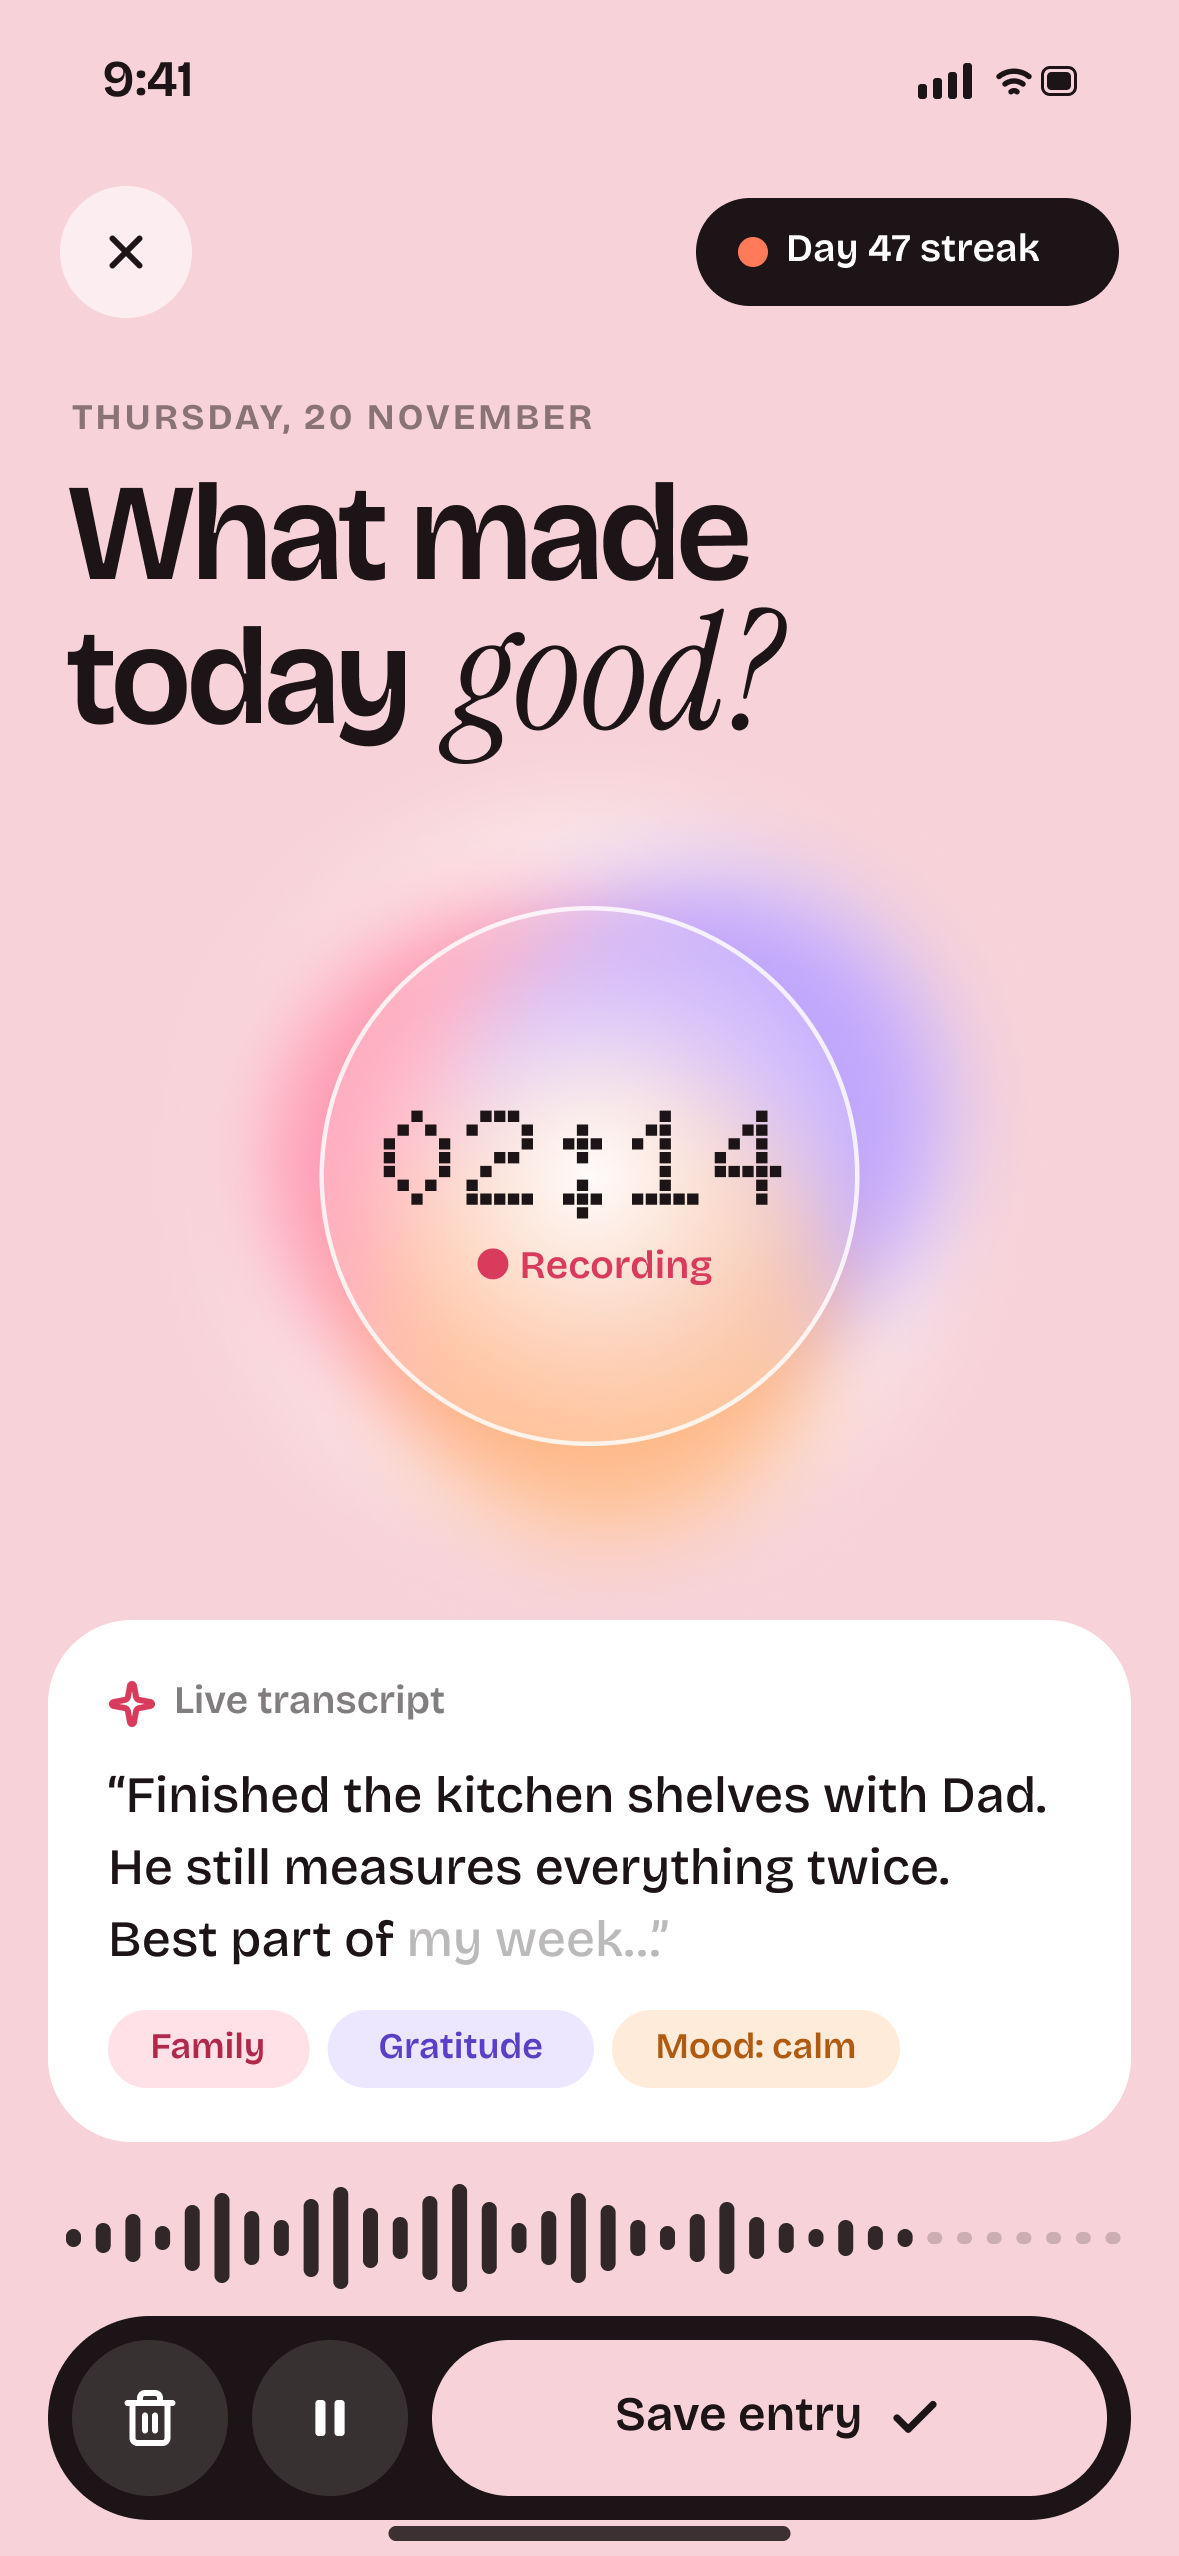 9:41
Day 47 streak
THURSDAY, 20 NOVEMBER
What made
today good?
02:14
Recording
Live transcript
“Finished the kitchen shelves with Dad.
He still measures everything twice.
Best part of my week...”
Family
Gratitude
Mood: calm
Save entry